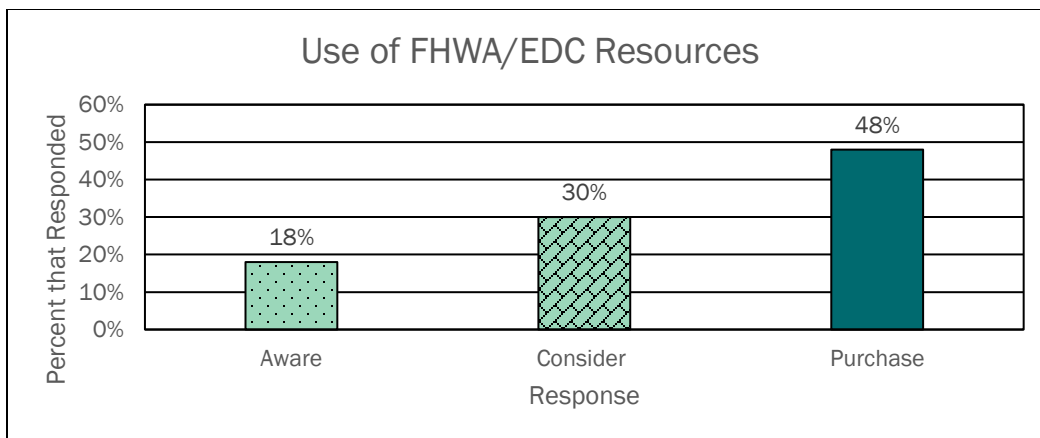 Use of FHWA/EDC Resources
Percent that Responded
60%
50%
40%
30%
20%
10%
0%
18%
30%
48%
Aware
Consider
Purchase
Response